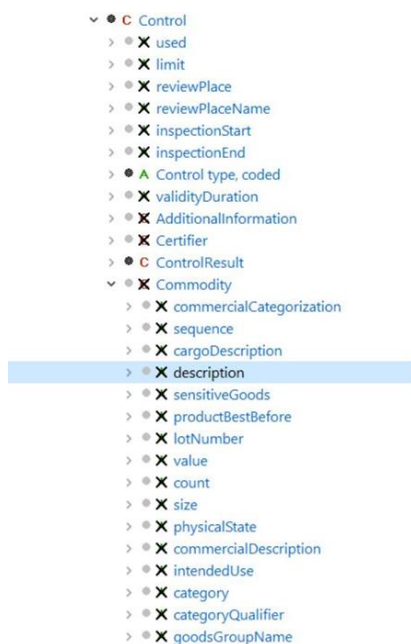 C Control
used
limit
reviewPlace
reviewPlaceName
inspectionStart
inspectionEnd
A Control type, coded
validityDuration
AdditionalInformation
Certifier
C ControlResult
Commodity
commercialCategorization
sequence
cargoDescription
description
sensitiveGoods
productBestBefore
lotNumber
value
count
size
physicalState
commercialDescription
intendedUse
category
categoryQualifier
goodsGroupName